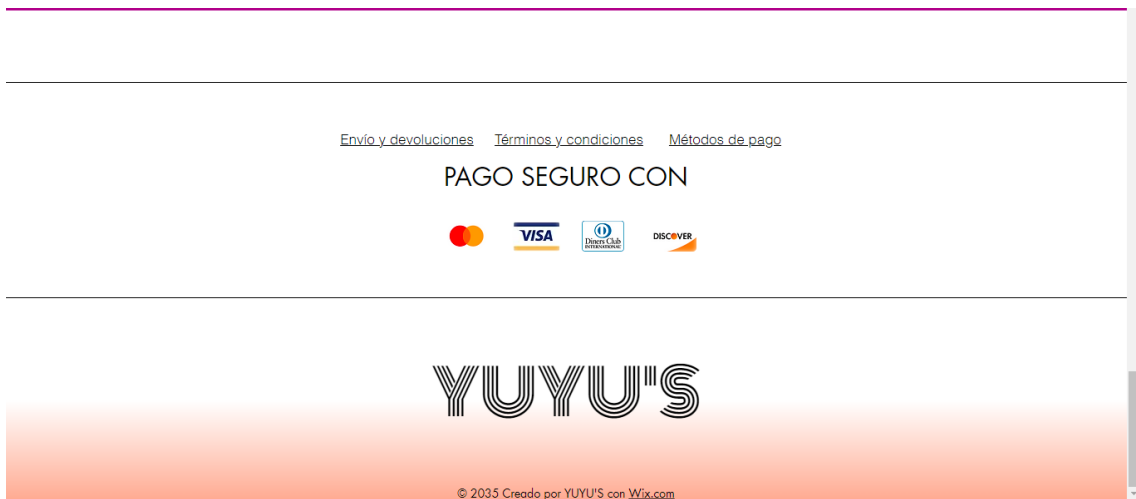 Envío y devoluciones Términos y condiciones Métodos de pago
PAGO SEGURO CON
VISA Diners Club INTERNATIONAL DISCOVER
YUYU"S
© 2035 Creado por YUYU'S con Wix.com